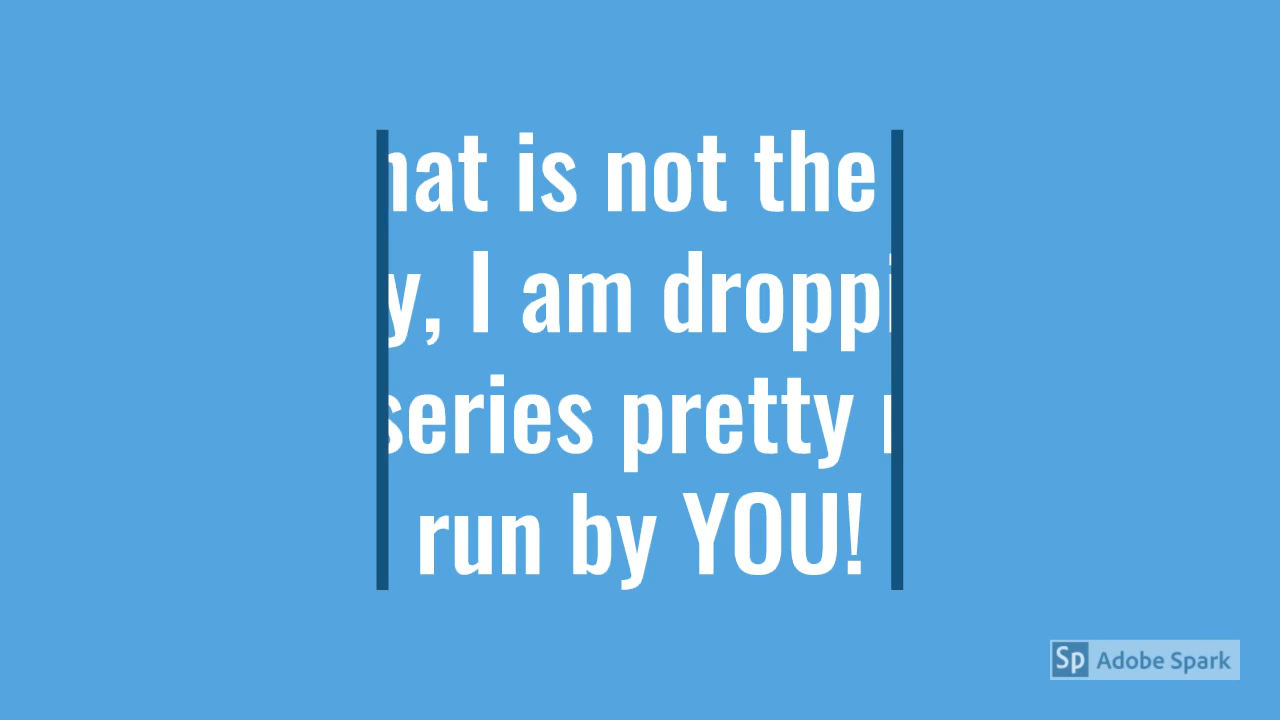 hat is not the
y, I am droppi
series pretty
run by YOU!
Sp Adobe Spark